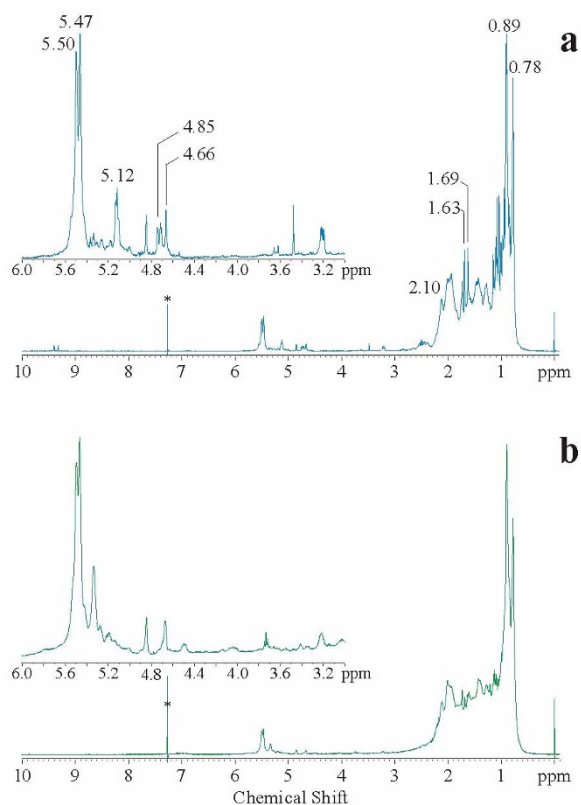 5.47
0.89
a
5.50
0.78
4.85
4.66
5.12
1.69
1.63
6.0 5.6 5.2 4.8 4.4 4.0 3.6 3.2 ppm
2.10
*
10 9 8 7 6 5 4 3 2 1 ppm
b
6.0 5.6 5.2 4.8 4.4 4.0 3.6 3.2 ppm
*
10 9 8 7 6 5 4 3 2 1 ppm
Chemical Shift